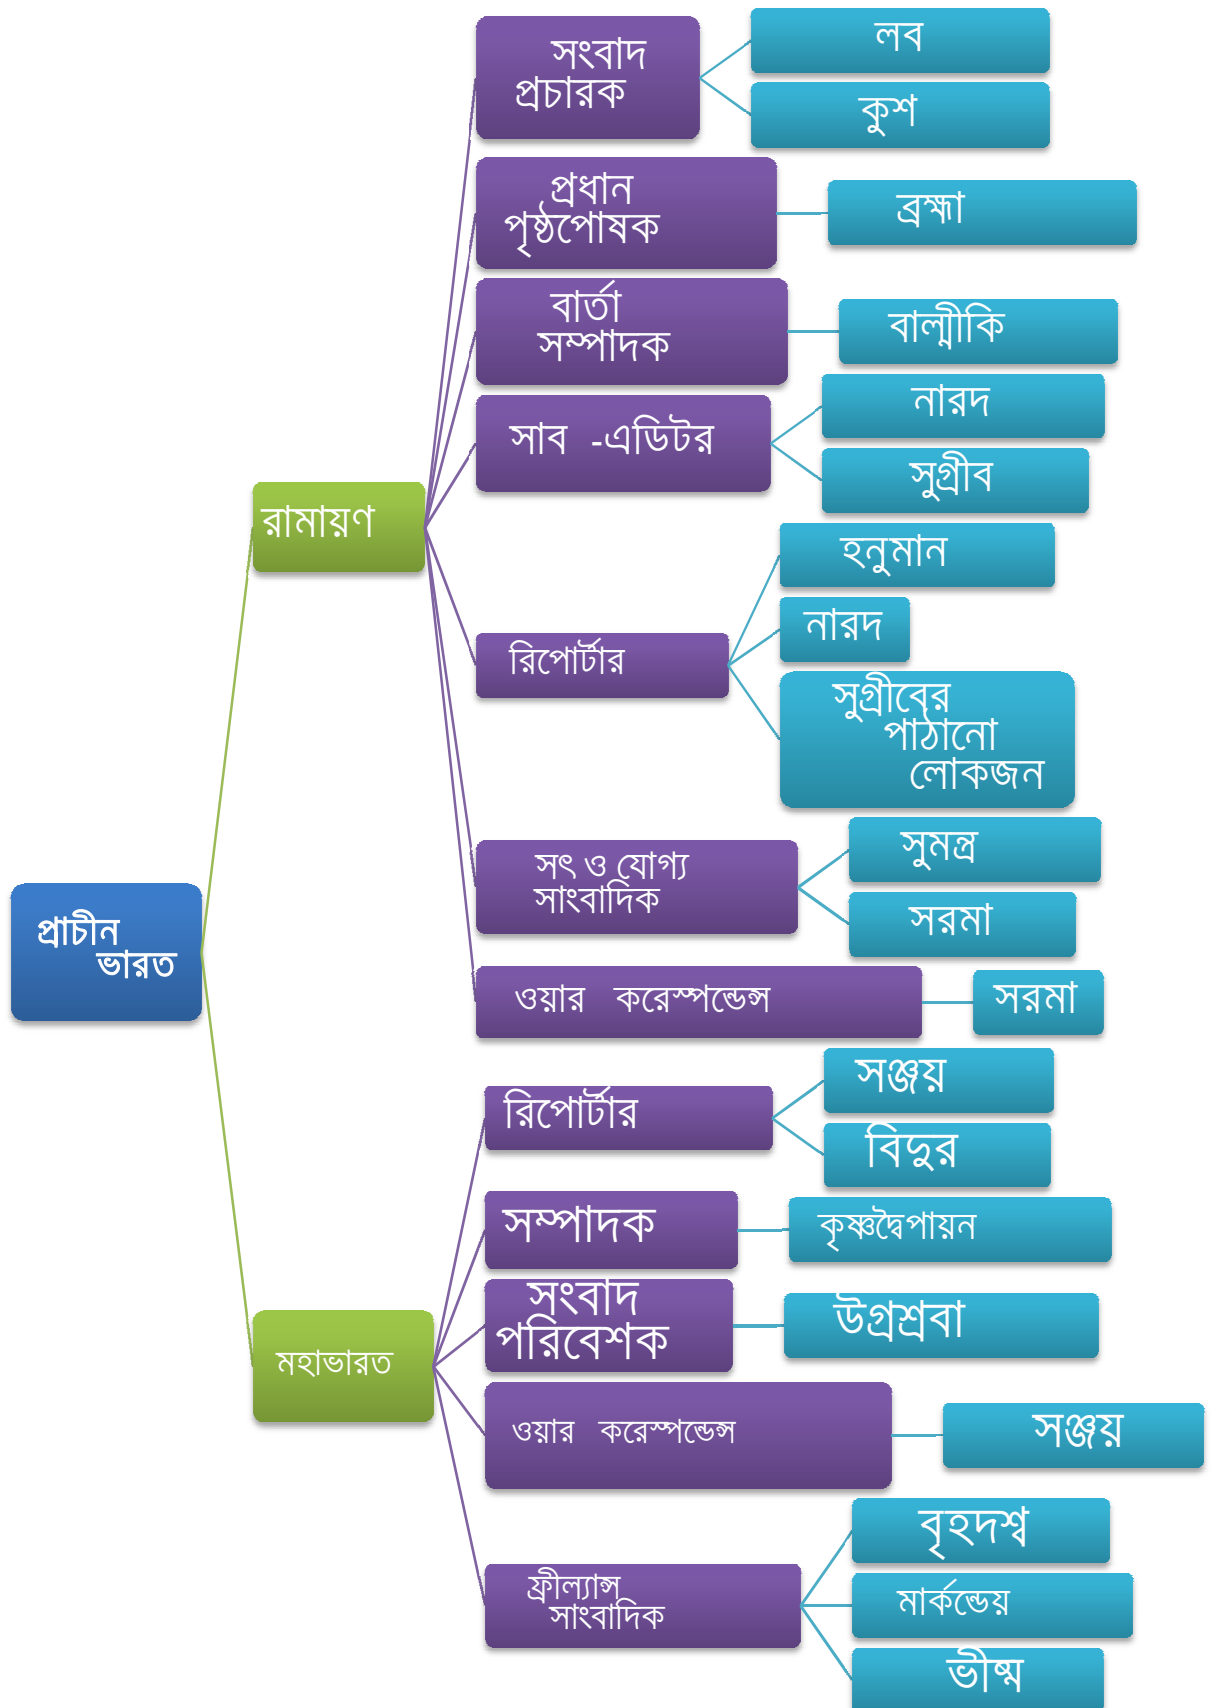 প্রাচীন
ভারত
রামায়ণ
সংবাদ
প্রচারক
লব
কুশ
প্রধান
পৃষ্ঠপোষক
ব্রহ্মা
বার্তা
সম্পাদক
বাল্মীকি
সাব -এডিটর
নারদ
সুগ্রীব
রিপোর্টার
হনুমান
নারদ
সুগ্রীবের
পাঠানো
লোকজন
সৎ ও যোগ্য
সাংবাদিক
সুমন্ত্র
সরমা
ওয়ার করেস্পন্ডেন্স
সরমা
মহাভারত
রিপোর্টার
সঞ্জয়
বিদুর
সম্পাদক
কৃষ্ণদ্বৈপায়ন
সংবাদ
পরিবেশক
উগ্রশ্রবা
ওয়ার করেস্পন্ডেন্স
সঞ্জয়
ফ্রীল্যান্স
সাংবাদিক
বৃহদশ্ব
মার্কন্ডেয়
ভীষ্ম